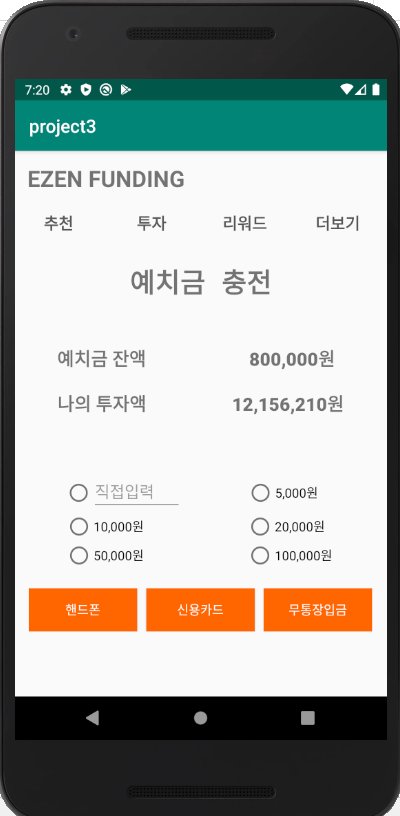 7:20
project3
EZEN FUNDING
추천 투자 리워드 더보기
예치금 충전
예치금 잔액 800,000원
나의 투자액 12,156,210원
직접입력 5,000원
10,000원 20,000원
50,000원 100,000원
핸드폰 신용카드 무통장입금